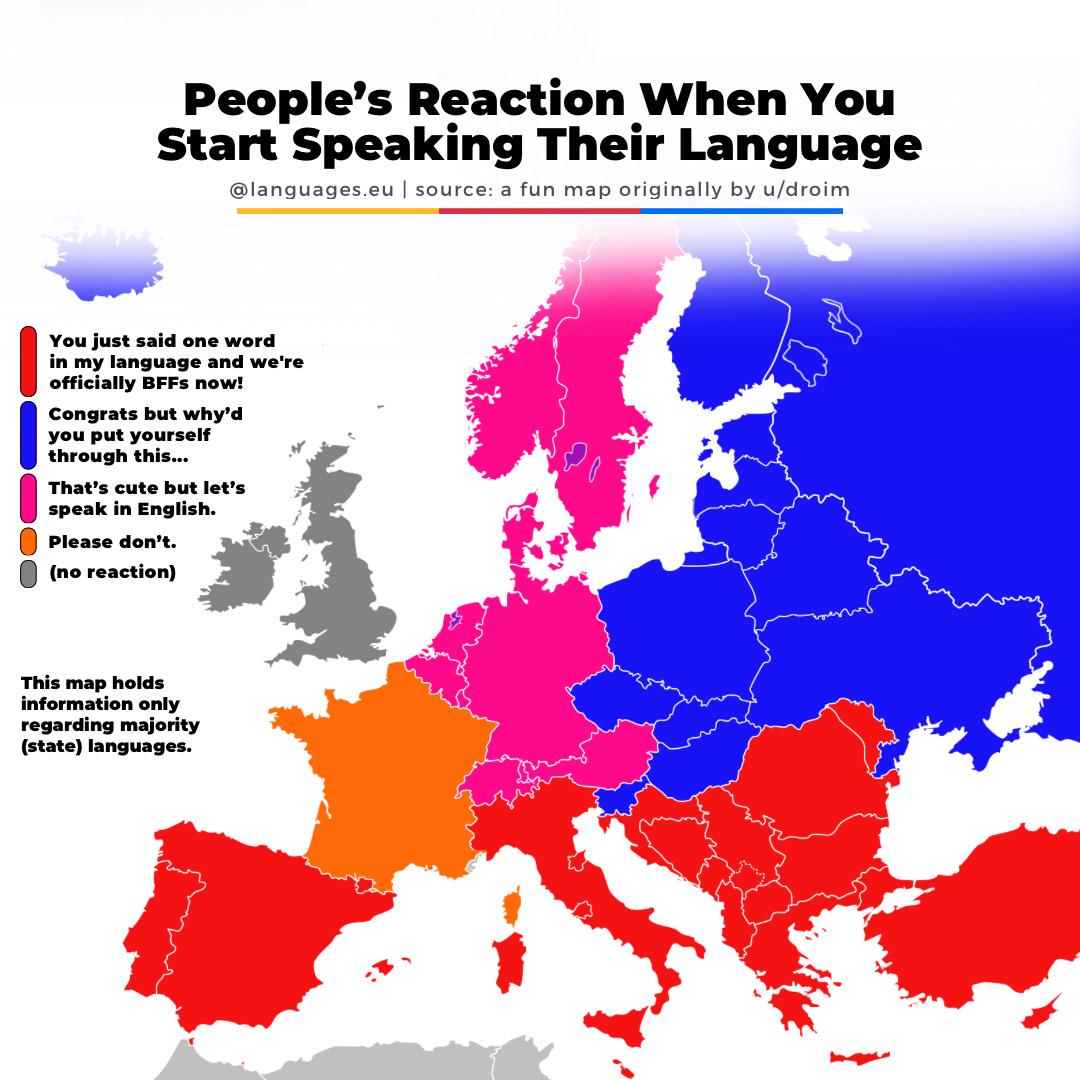 People’s Reaction When You
Start Speaking Their Language
@languages.eu | source: a fun map originally by u/droim
You just said one word
in my language and we're
officially BFFs now!
Congrats but why’d
you put yourself
through this...
That’s cute but let’s
speak in English.
Please don’t.
(no reaction)
This map holds
information only
regarding majority
(state) languages.